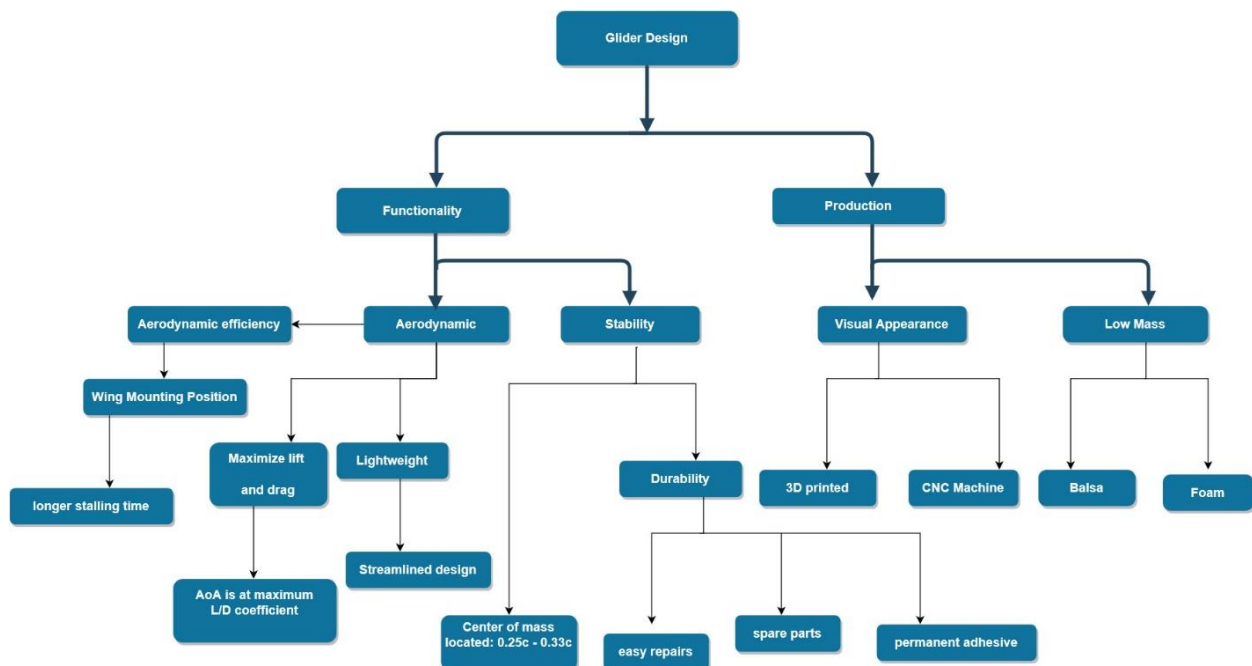 Glider Design
Functionality
Production
Aerodynamic efficiency
Aerodynamic
Stability
Visual Appearance
Low Mass
Wing Mounting Position
Maximize lift
and drag
Lightweight
Durability
3D printed
CNC Machine
Balsa
Foam
longer stalling time
Streamlined design
AoA is at maximum
L/D coefficient
Center of mass
located: 0.25c - 0.33c
easy repairs
spare parts
permanent adhesive